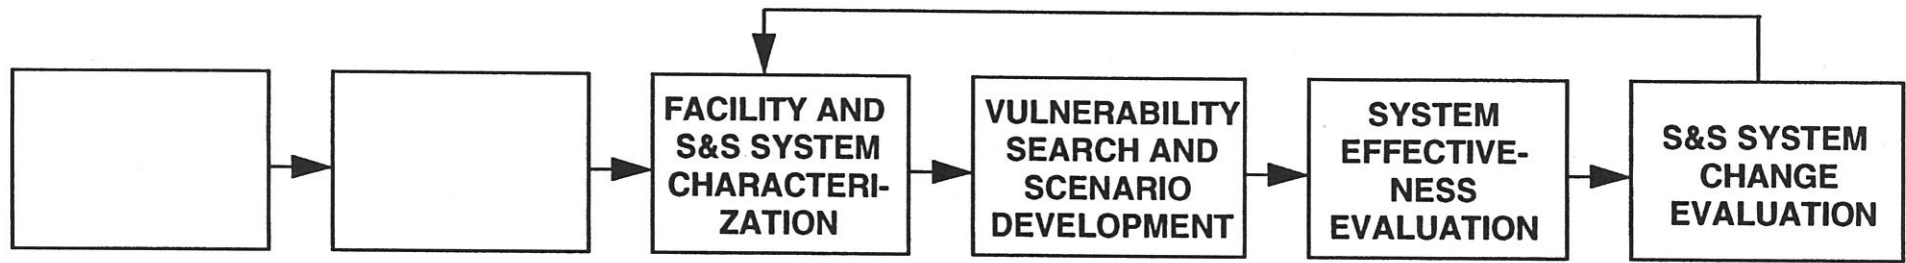 FACILITY AND
S&S SYSTEM
CHARACTERI-
ZATION
VULNERABILITY
SEARCH AND
SCENARIO
DEVELOPMENT
SYSTEM
EFFECTIVE-
NESS
EVALUATION
S&S SYSTEM
CHANGE
EVALUATION